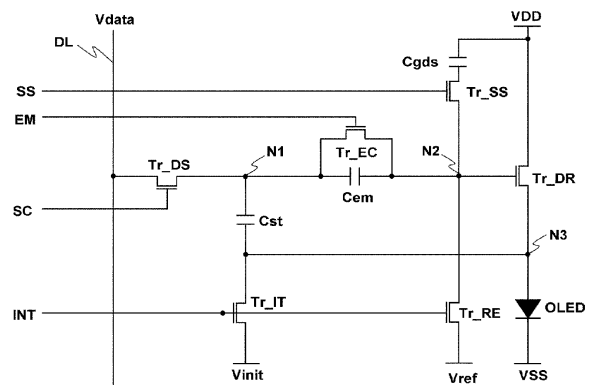 Vdata
VDD
DL
Cgds
SS
Tr_SS
EM
Tr_EC
N1
N2
Tr_DS
Tr_DR
Cem
SC
Cst
N3
Tr_IT
OLED
INT
Tr_RE
Vinit
Vref
VSS